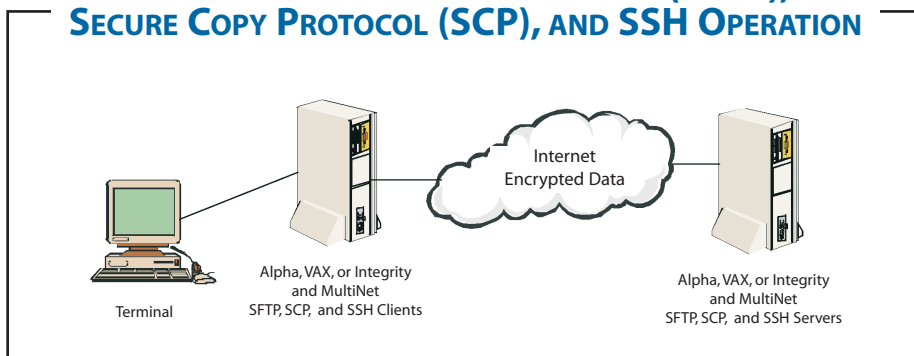 SECURE COPY PROTOCOL (SCP), AND SSH OPERATION
Internet
Encrypted Data
Terminal
Alpha, VAX, or Integrity
and MultiNet
SFTP, SCP, and SSH Clients
Alpha, VAX, or Integrity
and MultiNet
SFTP, SCP, and SSH Servers